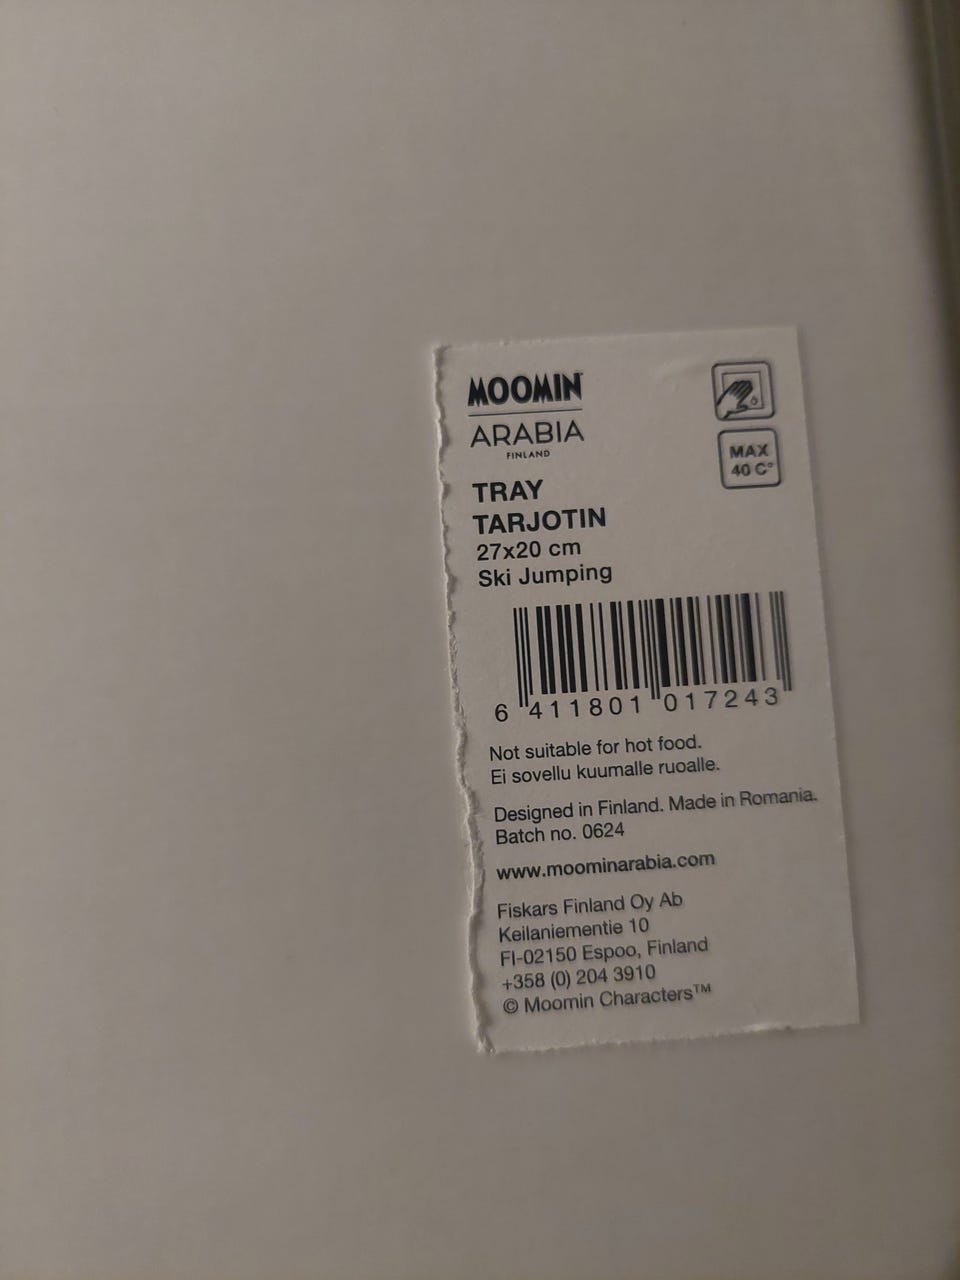 MOOMIN
ARABIA
FINLAND
MAX
40 C°
TRAY
TARJOTIN
27x20 cm
Ski Jumping
6 411801 017243
Not suitable for hot food.
Ei sovellu kuumalle ruoalle.
Designed in Finland. Made in Romania.
Batch no. 0624
www.moominarabia.com
Fiskars Finland Oy Ab
Keilaniementie 10
FI-02150 Espoo, Finland
+358 (0) 204 3910
© Moomin Characters™